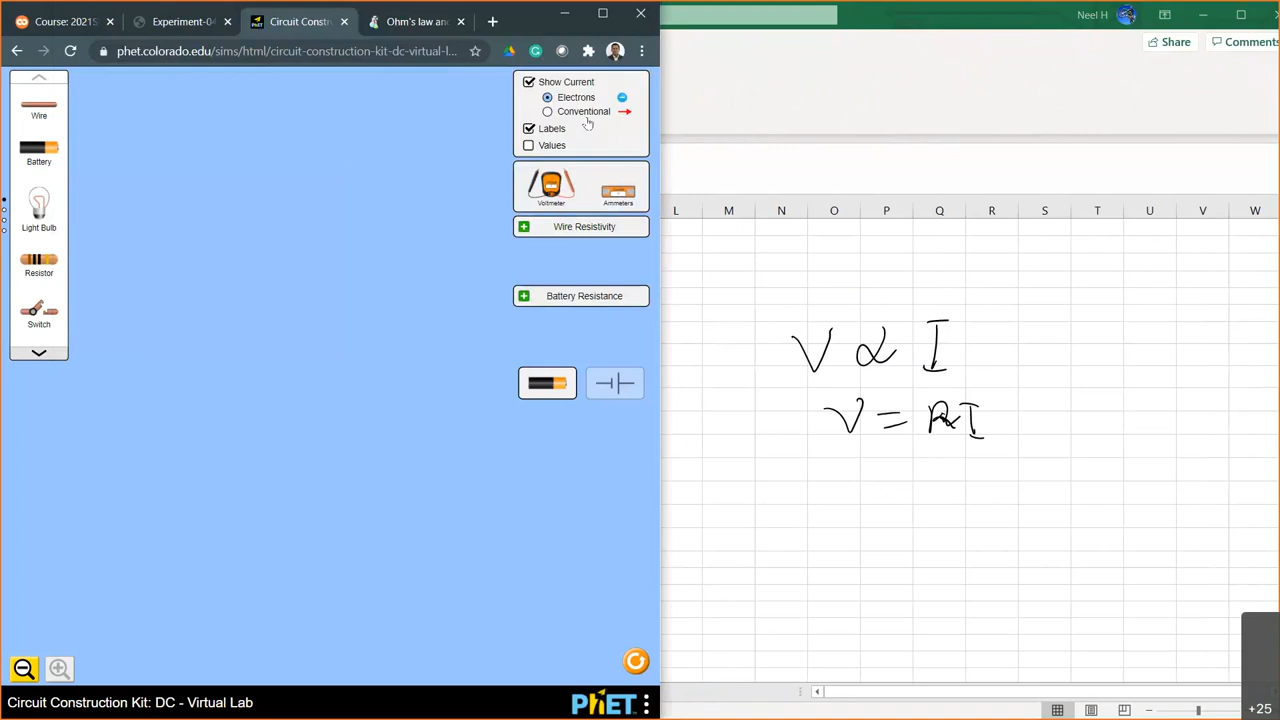 Course: 2021S
Experiment-04
Circuit Constr
Ohm's law and
phet.colorado.edu/sims/html/circuit-construction-kit-dc-virtual-l...
Neel H
Share
Comments
Wire
Battery
Light Bulb
Resistor
Switch
Show Current
Electrons
Conventional
Labels
Values
Voltmeter
Ammeters
Wire Resistivity
Battery Resistance
L M N O P Q R S T U V W
V ∝ I
V = RI
Circuit Construction Kit: DC - Virtual Lab
PhET
+25